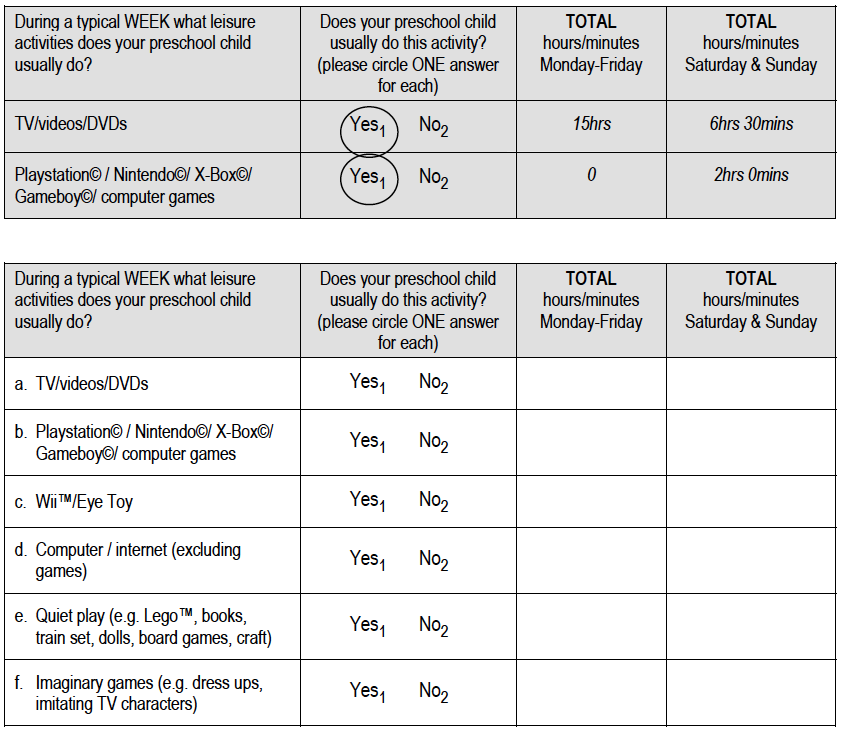 During a typical WEEK what leisure
activities does your preschool child
usually do?
Does your preschool child
usually do this activity?
(please circle ONE answer
for each)
TOTAL
hours/minutes
Monday-Friday
TOTAL
hours/minutes
Saturday & Sunday
TV/videos/DVDs
Yes1 No2
15hrs
6hrs 30mins
Playstation© / Nintendo©/ X-Box©/
Gameboy©/ computer games
Yes1 No2
0
2hrs 0mins
During a typical WEEK what leisure
activities does your preschool child
usually do?
Does your preschool child
usually do this activity?
(please circle ONE answer
for each)
TOTAL
hours/minutes
Monday-Friday
TOTAL
hours/minutes
Saturday & Sunday
a. TV/videos/DVDs
Yes1 No2
b. Playstation© / Nintendo©/ X-Box©/
Gameboy©/ computer games
Yes1 No2
c. Wii™/Eye Toy
Yes1 No2
d. Computer / internet (excluding
games)
Yes1 No2
e. Quiet play (e.g. Lego™, books,
train set, dolls, board games, craft)
Yes1 No2
f. Imaginary games (e.g. dress ups,
imitating TV characters)
Yes1 No2